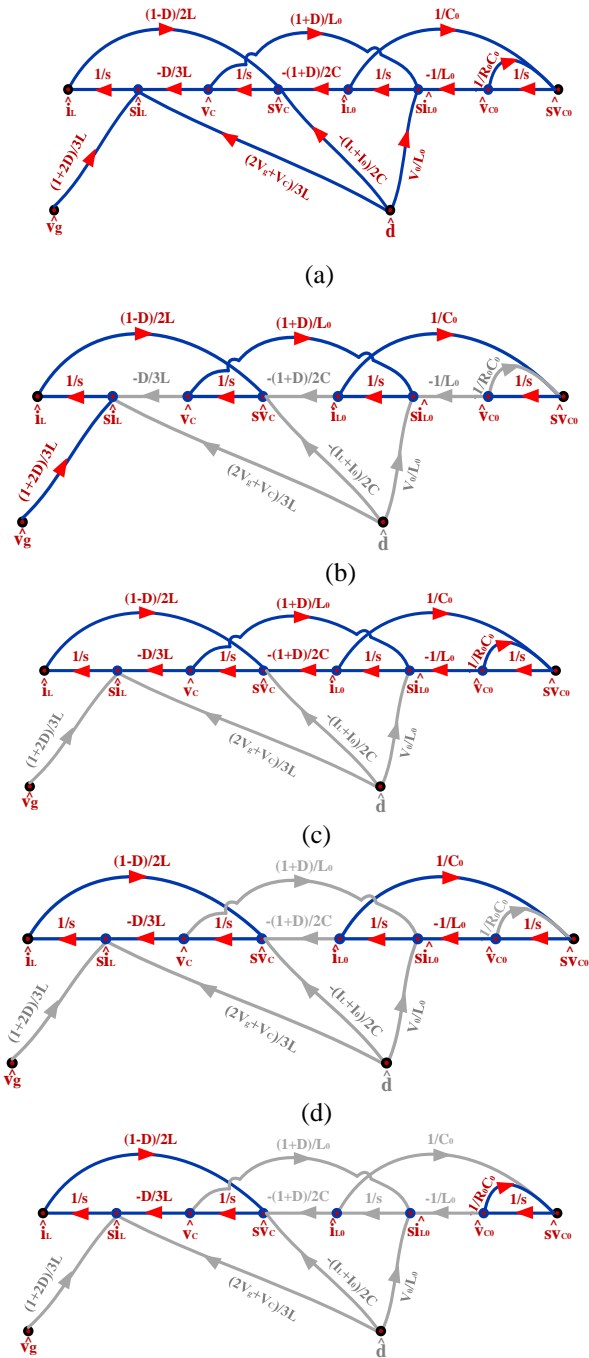 (1-D)/2L (1+D)/L₀ 1/C₀
1/s -D/3L 1/s -(1+D)/2C 1/s -1/L₀ 1/R₀C₀ 1/s
î_L sî_L v̂_C sv̂_C î_L0 sî_L0 v̂_C0 sv̂_C0
(1+2D)/3L (2V_g+V_C)/3L -(I_L+I_0)/2C V_0/L_0
v̂_g d̂
(a)
(1-D)/2L (1+D)/L₀ 1/C₀
1/s -D/3L 1/s -(1+D)/2C 1/s -1/L₀ 1/R₀C₀ 1/s
î_L sî_L v̂_C sv̂_C î_L0 sî_L0 v̂_C0 sv̂_C0
(1+2D)/3L (2V_g+V_C)/3L -(I_L+I_0)/2C V_0/L_0
v̂_g d̂
(b)
(1-D)/2L (1+D)/L₀ 1/C₀
1/s -D/3L 1/s -(1+D)/2C 1/s -1/L₀ 1/R₀C₀ 1/s
î_L sî_L v̂_C sv̂_C î_L0 sî_L0 v̂_C0 sv̂_C0
(1+2D)/3L (2V_g+V_C)/3L -(I_L+I_0)/2C V_0/L_0
v̂_g d̂
(c)
(1-D)/2L (1+D)/L₀ 1/C₀
1/s -D/3L 1/s -(1+D)/2C 1/s -1/L₀ 1/R₀C₀ 1/s
î_L sî_L v̂_C sv̂_C î_L0 sî_L0 v̂_C0 sv̂_C0
(1+2D)/3L (2V_g+V_C)/3L -(I_L+I_0)/2C V_0/L_0
v̂_g d̂
(d)
(1-D)/2L (1+D)/L₀ 1/C₀
1/s -D/3L 1/s -(1+D)/2C 1/s -1/L₀ 1/R₀C₀ 1/s
î_L sî_L v̂_C sv̂_C î_L0 sî_L0 v̂_C0 sv̂_C0
(1+2D)/3L (2V_g+V_C)/3L -(I_L+I_0)/2C V_0/L_0
v̂_g d̂